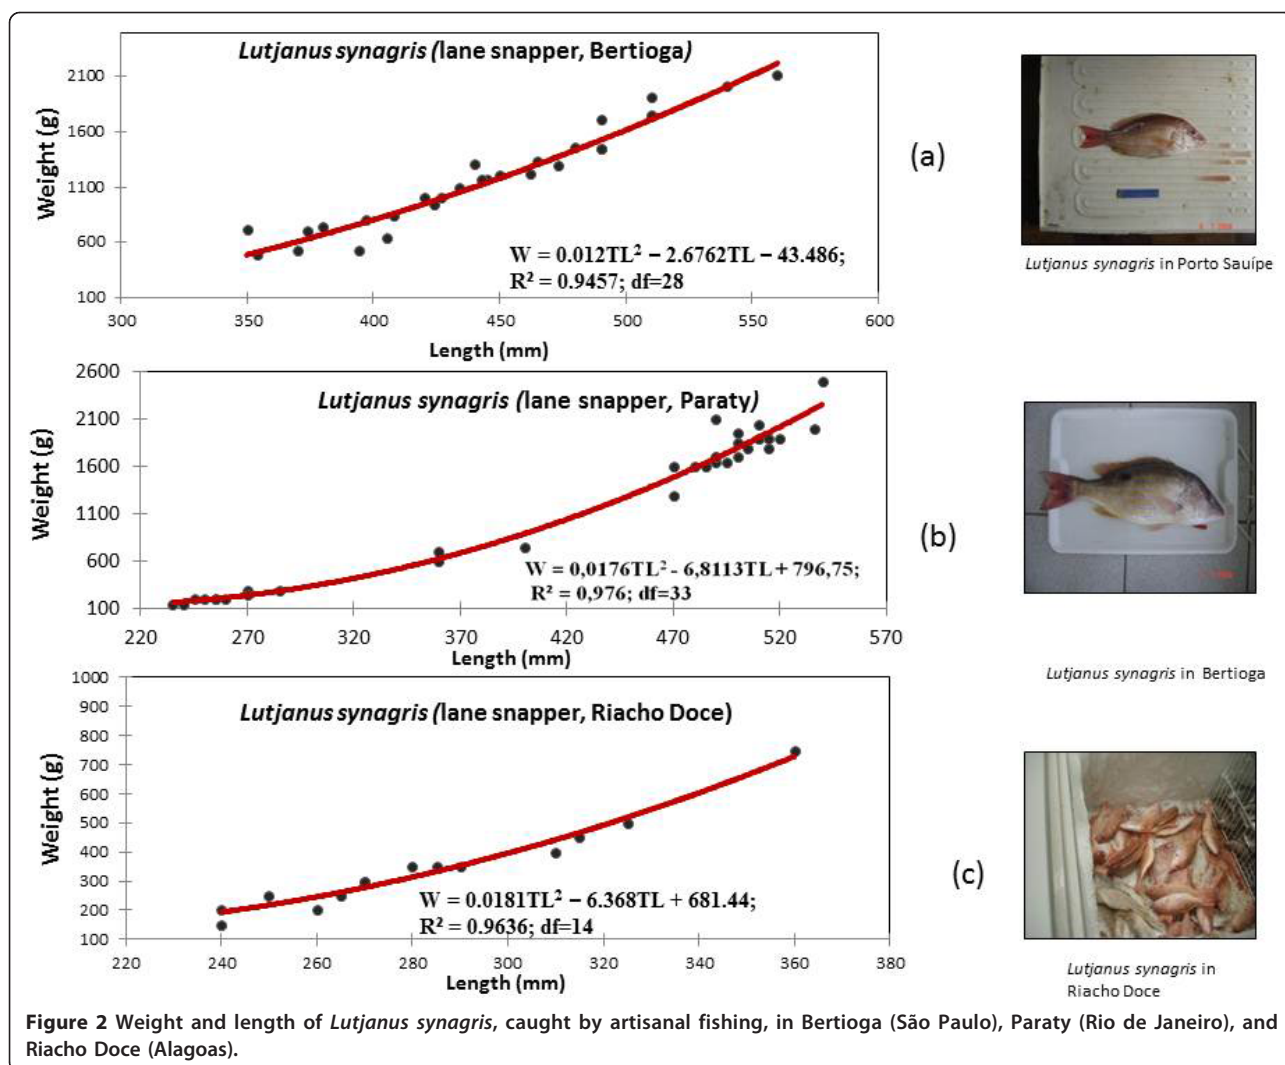 Lutjanus synagris (lane snapper, Bertioga)
Weight (g)
2100
1600
1100
600
100
W = 0.012TL² − 2.6762TL − 43.486;
R² = 0.9457; df=28
300 350 400 450 500 550 600
Length (mm)
(a)
Lutjanus synagris in Porto Sauípe
Lutjanus synagris (lane snapper, Paraty)
Weight (g)
2600
2100
1600
1100
600
100
W = 0,0176TL² - 6,8113TL + 796,75;
R² = 0,976; df=33
220 270 320 370 420 470 520 570
Length (mm)
(b)
Lutjanus synagris in Bertioga
Lutjanus synagris (lane snapper, Riacho Doce)
Weight (g)
1000
900
800
700
600
500
400
300
200
100
W = 0.0181TL² − 6.368TL + 681.44;
R² = 0.9636; df=14
220 240 260 280 300 320 340 360 380
Length (mm)
(c)
Lutjanus synagris in
Riacho Doce
Figure 2 Weight and length of Lutjanus synagris, caught by artisanal fishing, in Bertioga (São Paulo), Paraty (Rio de Janeiro), and
Riacho Doce (Alagoas).